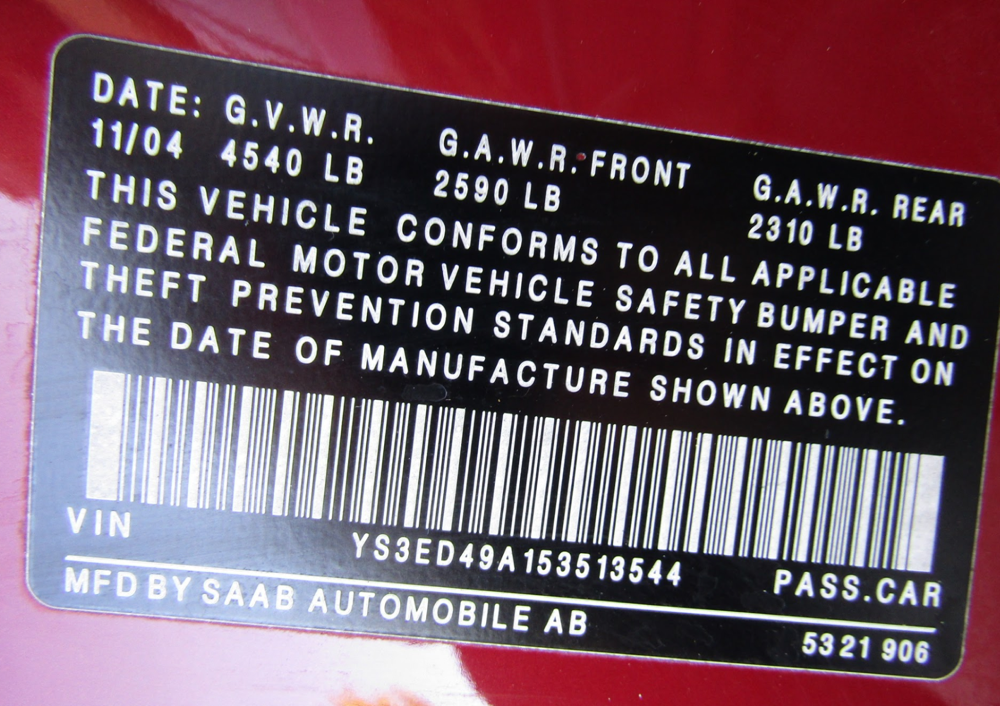 DATE: G.V.W.R. G.A.W.R. FRONT G.A.W.R. REAR
11/04 4540 LB 2590 LB 2310 LB
THIS VEHICLE CONFORMS TO ALL APPLICABLE
FEDERAL MOTOR VEHICLE SAFETY BUMPER AND
THEFT PREVENTION STANDARDS IN EFFECT ON
THE DATE OF MANUFACTURE SHOWN ABOVE.
VIN YS3ED49A153513544 PASS.CAR
MFD BY SAAB AUTOMOBILE AB 5321 906